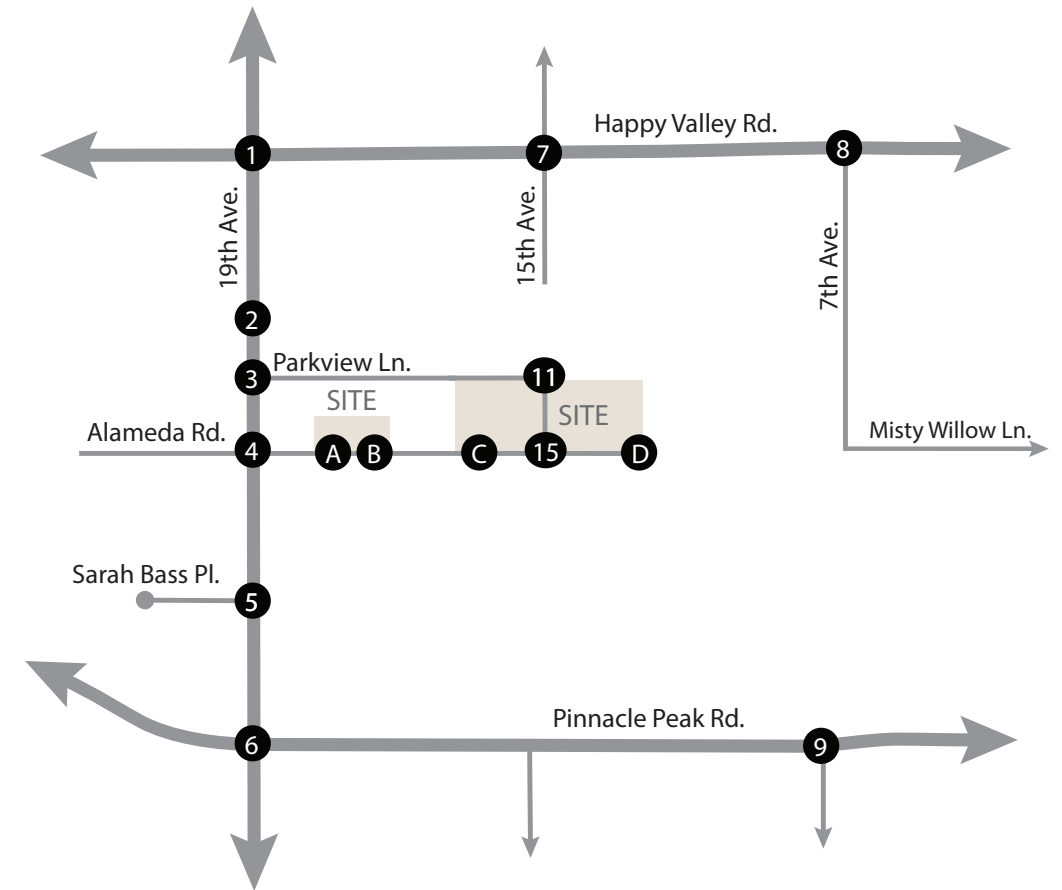 Happy Valley Rd.
1
7
8
19th Ave.
15th Ave.
7th Ave.
2
Parkview Ln.
3
11
SITE
SITE
Alameda Rd.
Misty Willow Ln.
4
A
B
C
15
D
Sarah Bass Pl.
5
Pinnacle Peak Rd.
6
9